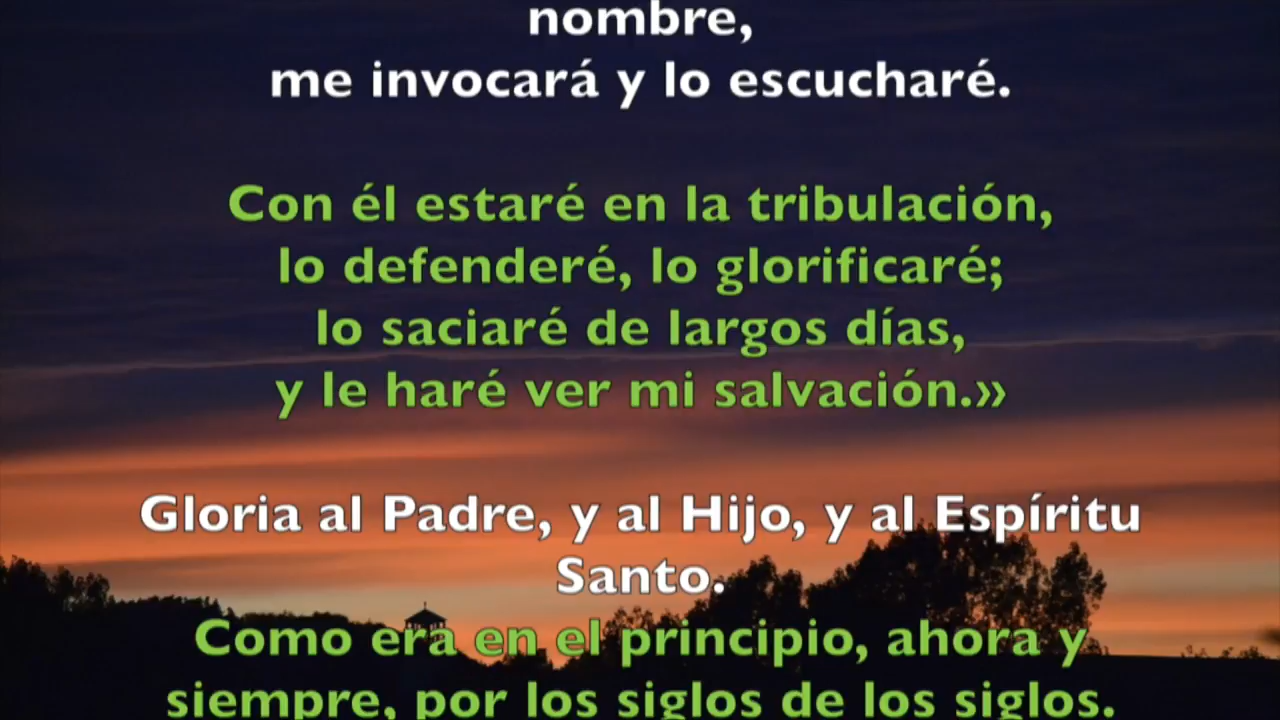 nombre,
me invocará y lo escucharé.
Con él estaré en la tribulación,
lo defenderé, lo glorificaré;
lo saciaré de largos días,
y le haré ver mi salvación.»
Gloria al Padre, y al Hijo, y al Espíritu
Santo.
Como era en el principio, ahora y
siempre, por los siglos de los siglos.